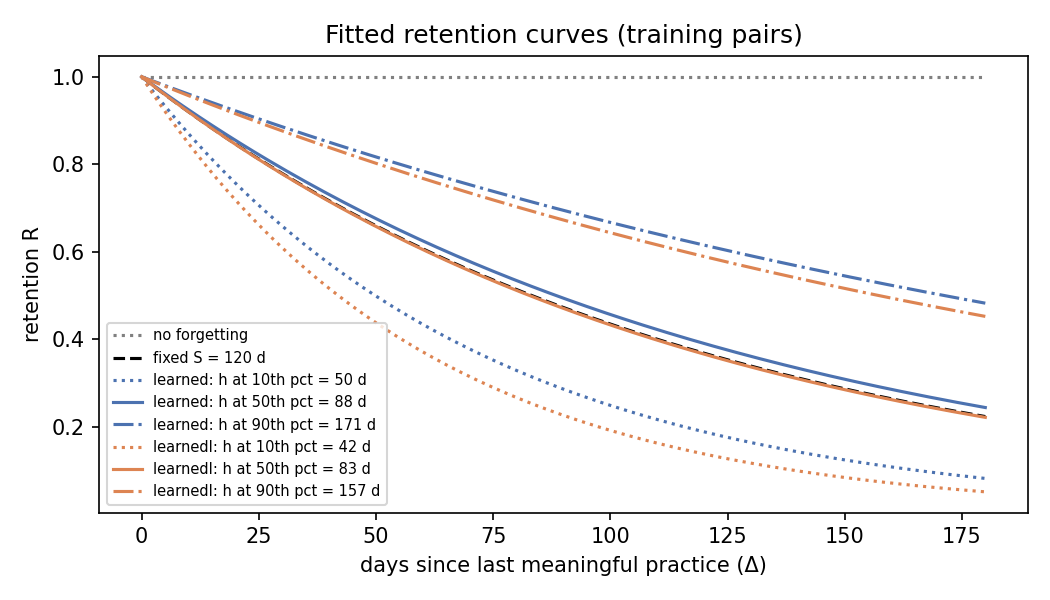 Fitted retention curves (training pairs)
retention R
1.0
0.8
0.6
0.4
0.2
no forgetting
fixed S = 120 d
learned: h at 10th pct = 50 d
learned: h at 50th pct = 88 d
learned: h at 90th pct = 171 d
learnedI: h at 10th pct = 42 d
learnedI: h at 50th pct = 83 d
learnedI: h at 90th pct = 157 d
0 25 50 75 100 125 150 175
days since last meaningful practice (Δ)